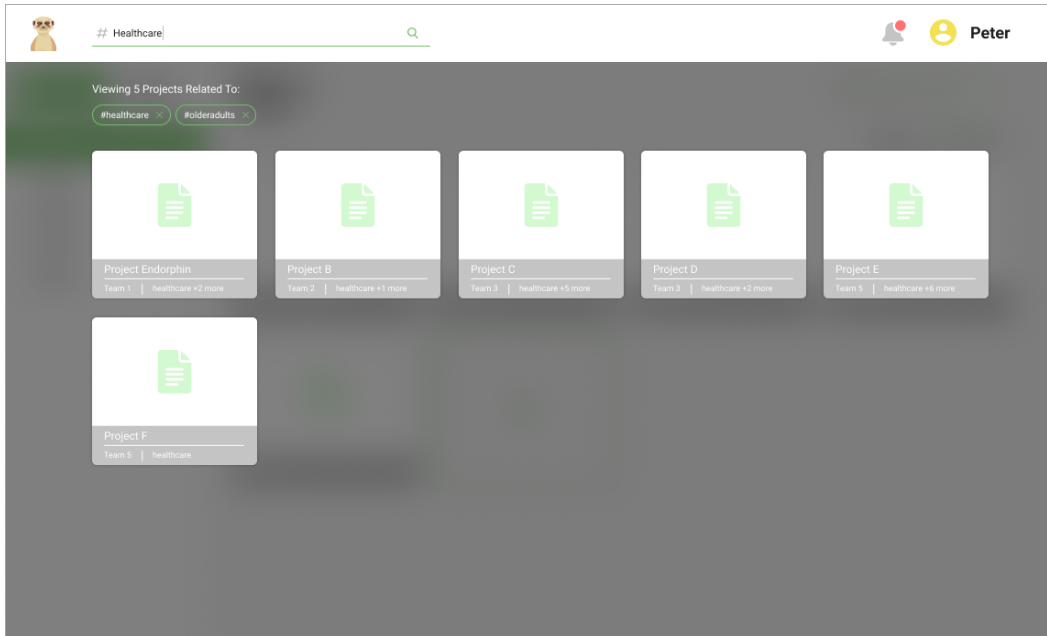 # Healthcare
Peter
Viewing 5 Projects Related To:
#healthcare × #olderadults ×
Project Endorphin
Team 1 | healthcare +2 more
Project B
Team 2 | healthcare +1 more
Project C
Team 3 | healthcare +5 more
Project D
Team 3 | healthcare +2 more
Project E
Team 5 | healthcare +6 more
Project F
Team 5 | healthcare